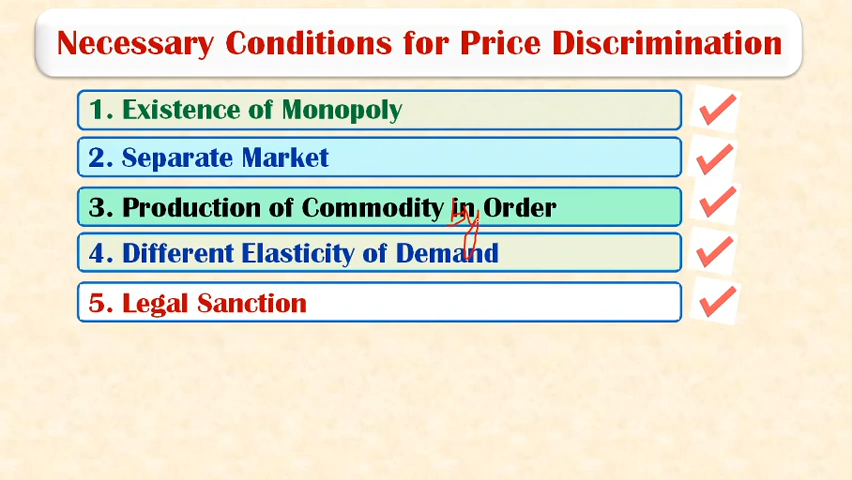 Necessary Conditions for Price Discrimination
1. Existence of Monopoly
2. Separate Market
3. Production of Commodity in Order
by
4. Different Elasticity of Demand
5. Legal Sanction